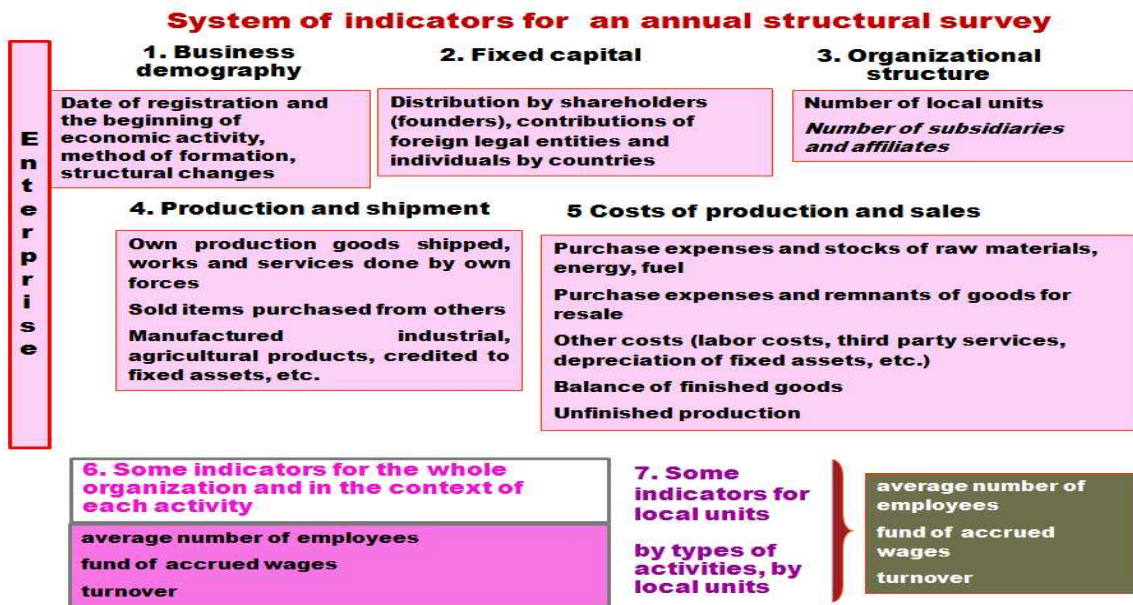 System of indicators for an annual structural survey
Enterprise
1. Business
demography
Date of registration and
the beginning of
economic activity,
method of formation,
structural changes
2. Fixed capital
Distribution by shareholders
(founders), contributions of
foreign legal entities and
individuals by countries
3. Organizational
structure
Number of local units
Number of subsidiaries
and affiliates
4. Production and shipment
Own production goods shipped,
works and services done by own
forces
Sold items purchased from others
Manufactured industrial,
agricultural products, credited to
fixed assets, etc.
5 Costs of production and sales
Purchase expenses and stocks of raw materials,
energy, fuel
Purchase expenses and remnants of goods for
resale
Other costs (labor costs, third party services,
depreciation of fixed assets, etc.)
Balance of finished goods
Unfinished production
6. Some indicators for the whole
organization and in the context of
each activity
average number of employees
fund of accrued wages
turnover
7. Some
indicators for
local units
by types of
activities, by
local units
average number of
employees
fund of accrued
wages
turnover